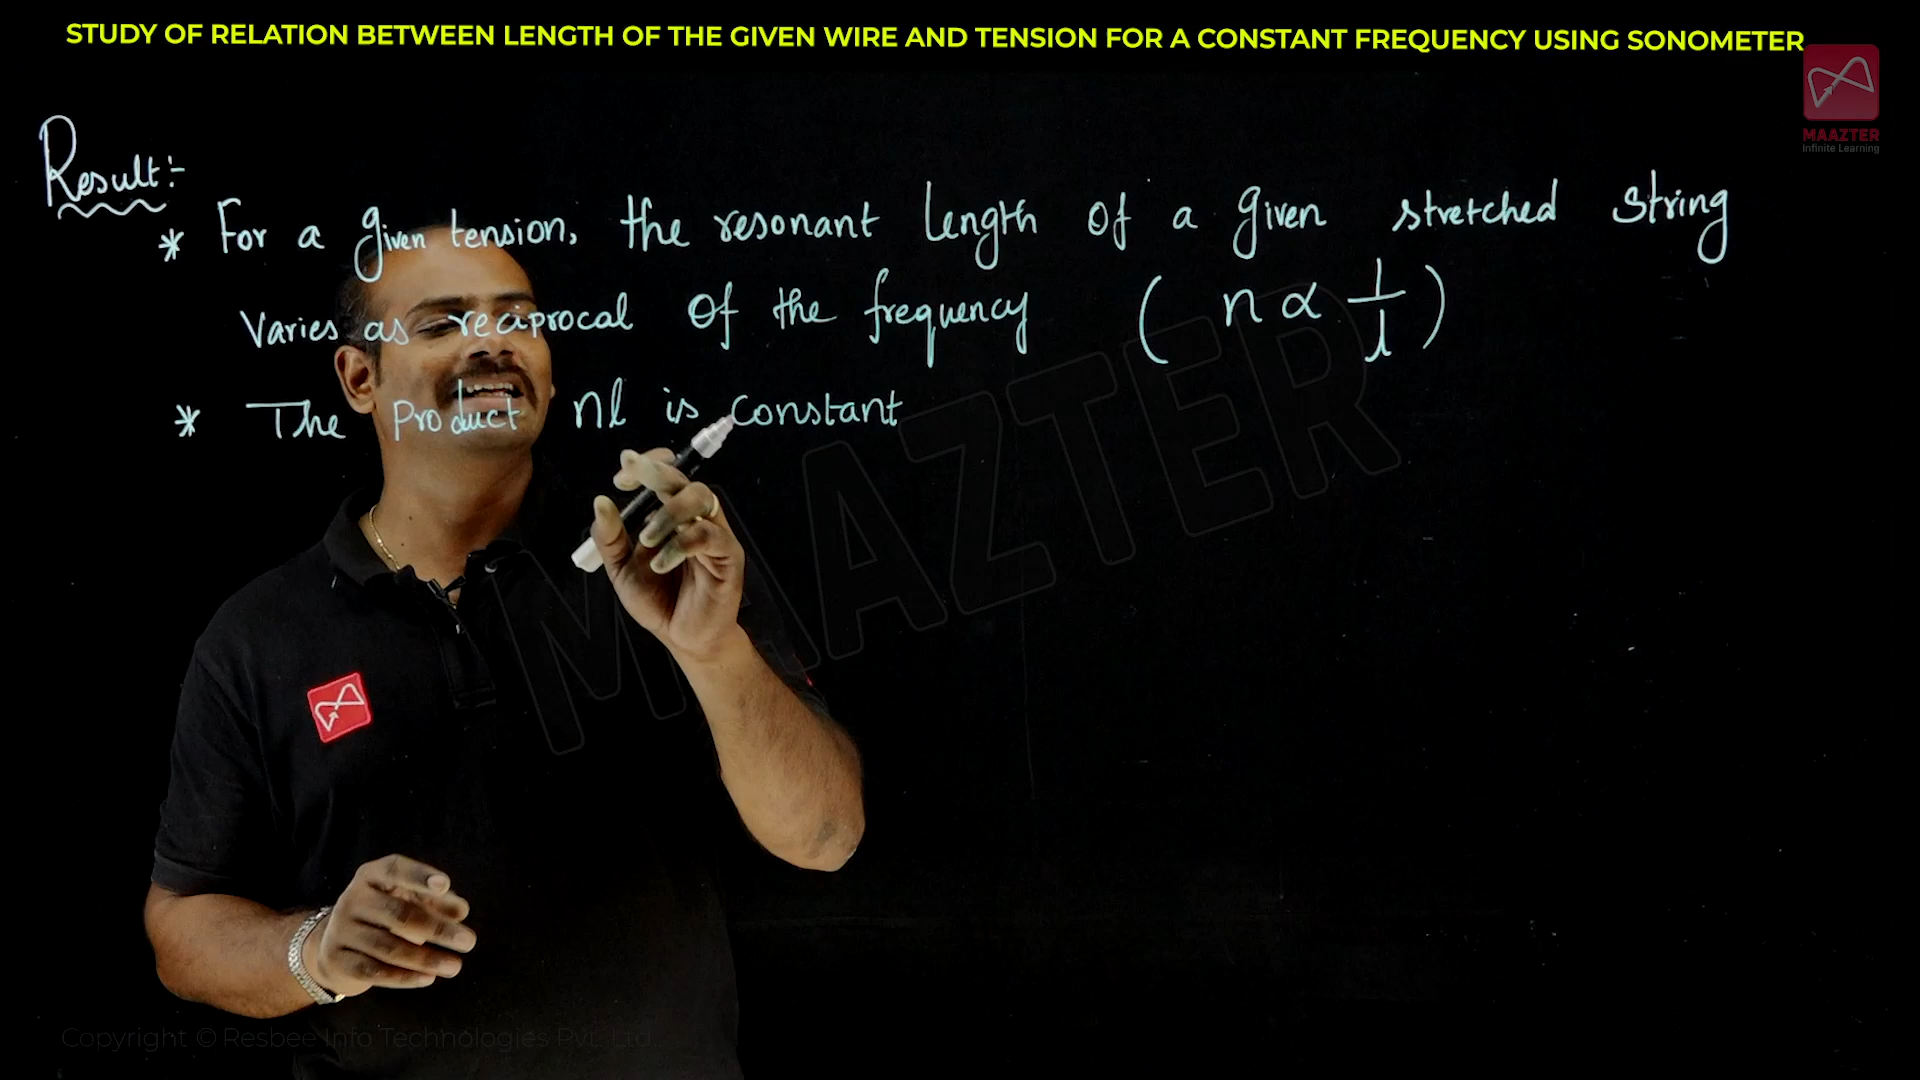 STUDY OF RELATION BETWEEN LENGTH OF THE GIVEN WIRE AND TENSION FOR A CONSTANT FREQUENCY USING SONOMETER
MAAZTER
Infinite Learning
Result:-
* For a given tension, the resonant length of a given stretched string
varies as reciprocal of the frequency ( n ∝ 1/l )
* The product nl is constant
MAAZTER
Copyright © Resbee Info Technologies Pvt. Ltd.